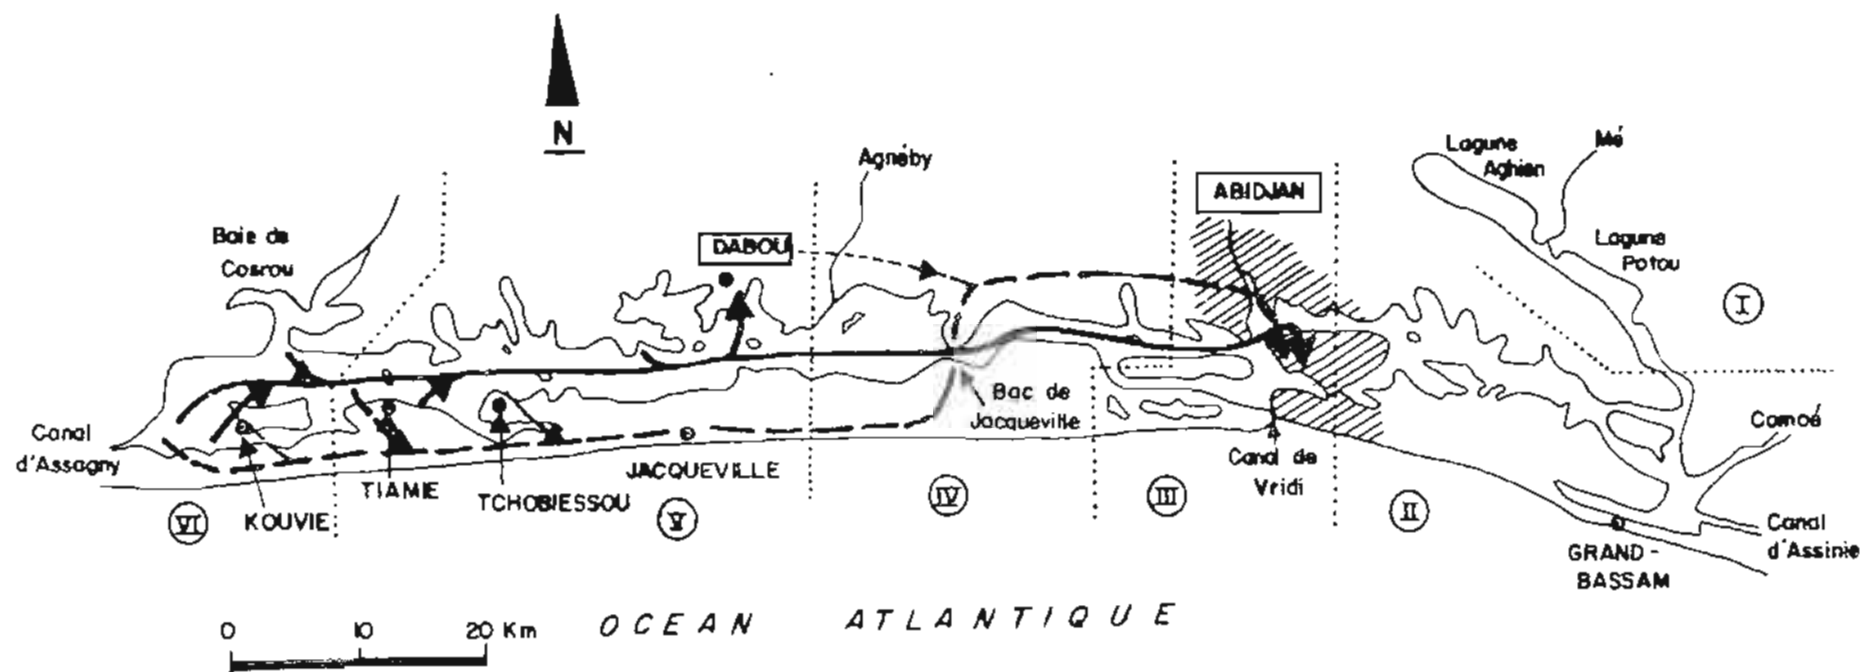 N
Agnéby
ABIDJAN
Lagune
Aghien
Mé
Lagune
Potou
I
Baie de
Cosrou
DABOU
Canal
d'Assagny
Bac de
Jacqueville
Comoé
Canal de
Vridi
JACQUEVILLE
TIAMIE
TCHOBIESSOU
KOUVIE
VI
V
IV
III
II
Canal
d'Assinie
GRAND-
BASSAM
0 10 20 Km
OCEAN ATLANTIQUE